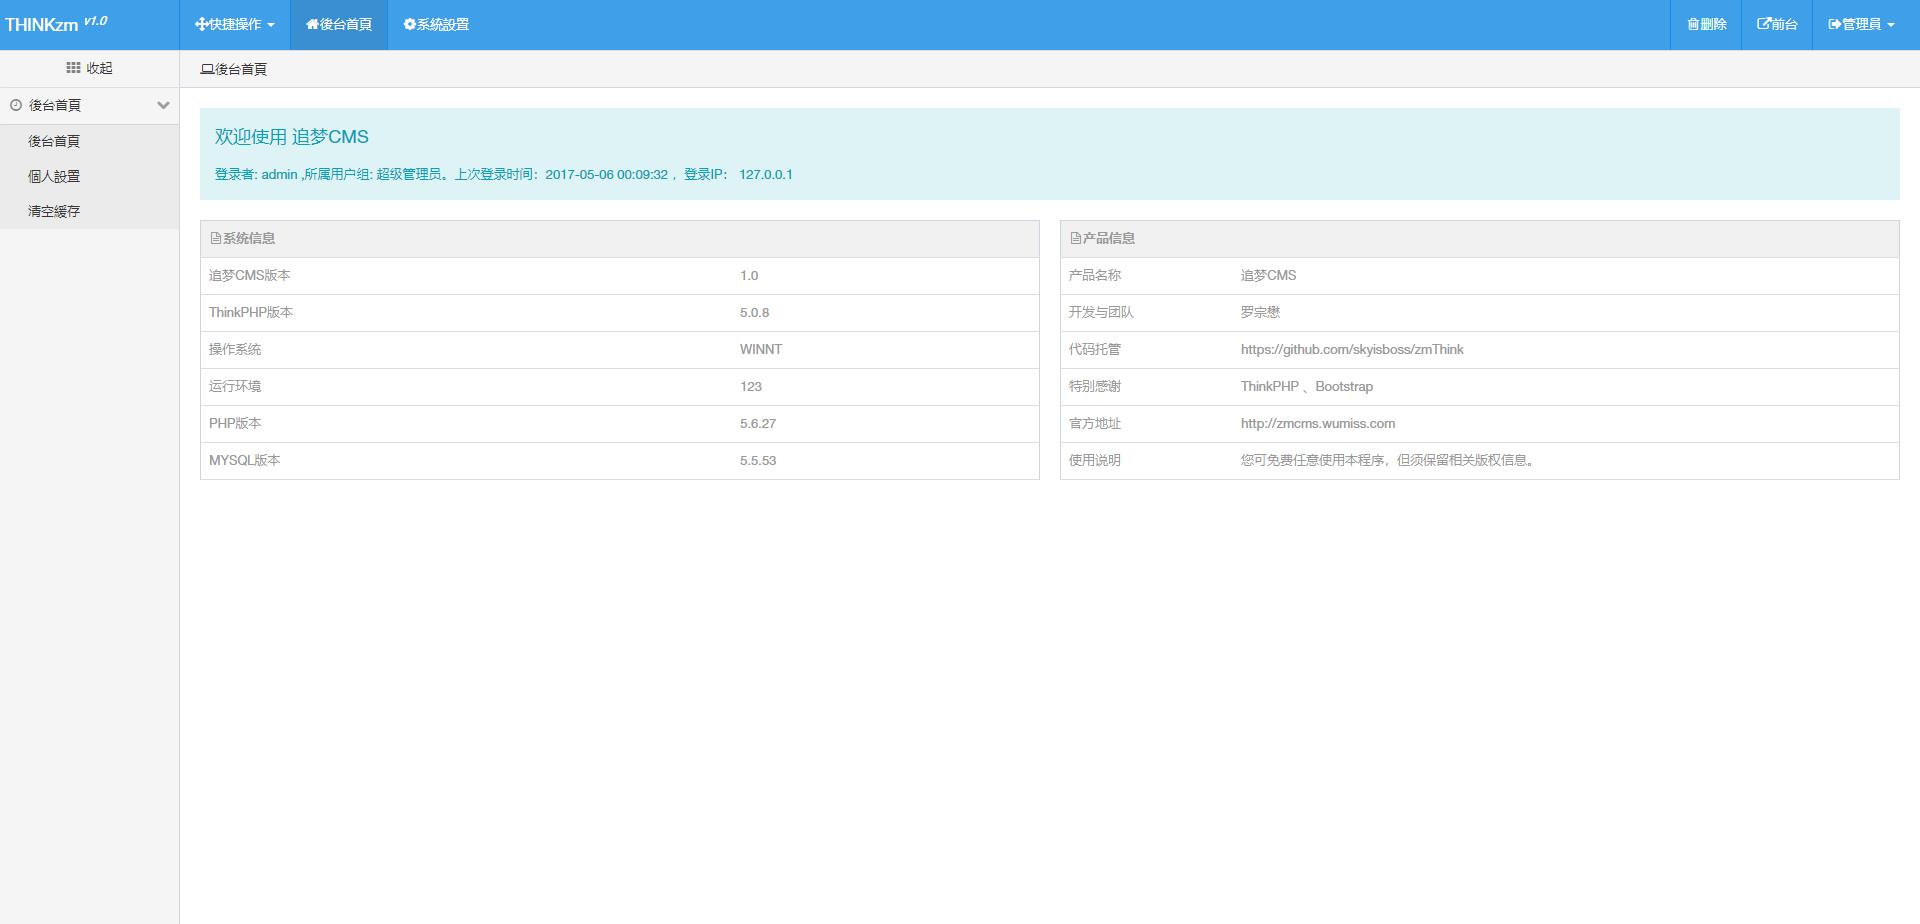 THINKzm v1.0
快捷操作
後台首頁
系統設置
删除
前台
管理員
收起
後台首頁
後台首頁
後台首頁
個人設置
清空緩存
欢迎使用 追梦CMS
登录者: admin ,所属用户组: 超级管理员。上次登录时间：2017-05-06 00:09:32 ，登录IP： 127.0.0.1
系统信息
追梦CMS版本 1.0
ThinkPHP版本 5.0.8
操作系统 WINNT
运行环境 123
PHP版本 5.6.27
MYSQL版本 5.5.53
产品信息
产品名称 追梦CMS
开发与团队 罗宗懋
代码托管 https://github.com/skyisboss/zmThink
特别感谢 ThinkPHP 、Bootstrap
官方地址 http://zmcms.wumiss.com
使用说明 您可免费任意使用本程序，但须保留相关版权信息。